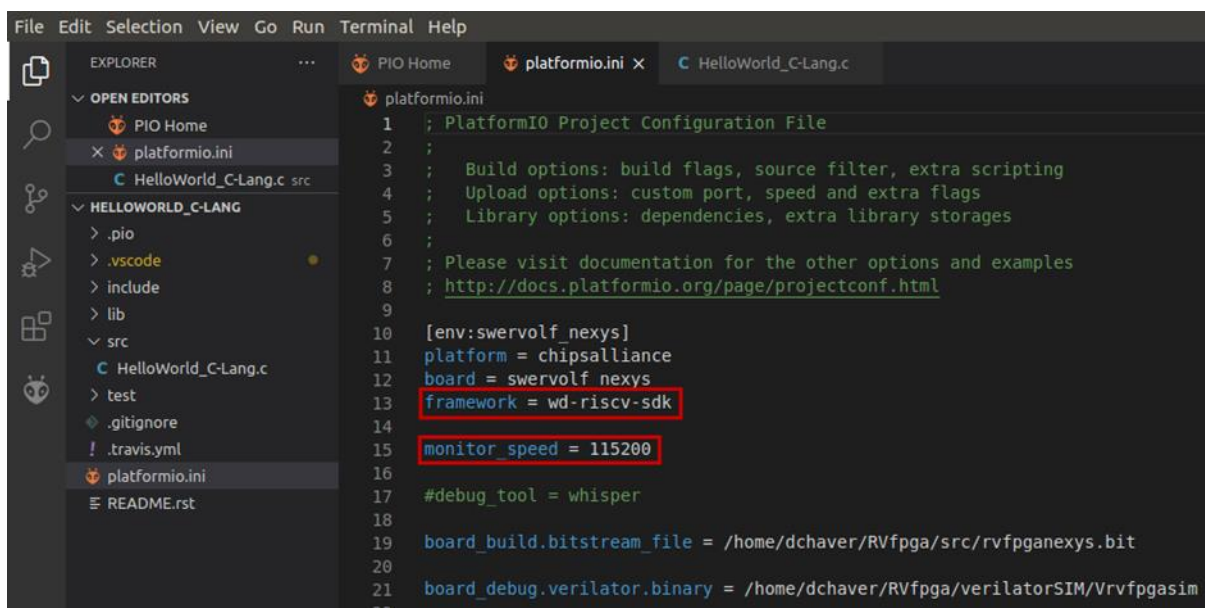 File Edit Selection View Go Run Terminal Help
EXPLORER ...
OPEN EDITORS
PIO Home
platformio.ini
HelloWorld_C-Lang.c src
HELLOWORLD_C-LANG
.pio
.vscode
include
lib
src
HelloWorld_C-Lang.c
test
.gitignore
.travis.yml
platformio.ini
README.rst
PIO Home platformio.ini HelloWorld_C-Lang.c
platformio.ini
1 ; PlatformIO Project Configuration File
2 ;
3 ; Build options: build flags, source filter, extra scripting
4 ; Upload options: custom port, speed and extra flags
5 ; Library options: dependencies, extra library storages
6 ;
7 ; Please visit documentation for the other options and examples
8 ; http://docs.platformio.org/page/projectconf.html
9
10 [env:swervolf_nexys]
11 platform = chipsalliance
12 board = swervolf_nexys
13 framework = wd-riscv-sdk
14
15 monitor_speed = 115200
16
17 #debug_tool = whisper
18
19 board_build.bitstream_file = /home/dchaver/RVfpga/src/rvfpganexys.bit
20
21 board_debug.verilator.binary = /home/dchaver/RVfpga/verilatorSIM/Vrvfpgasim